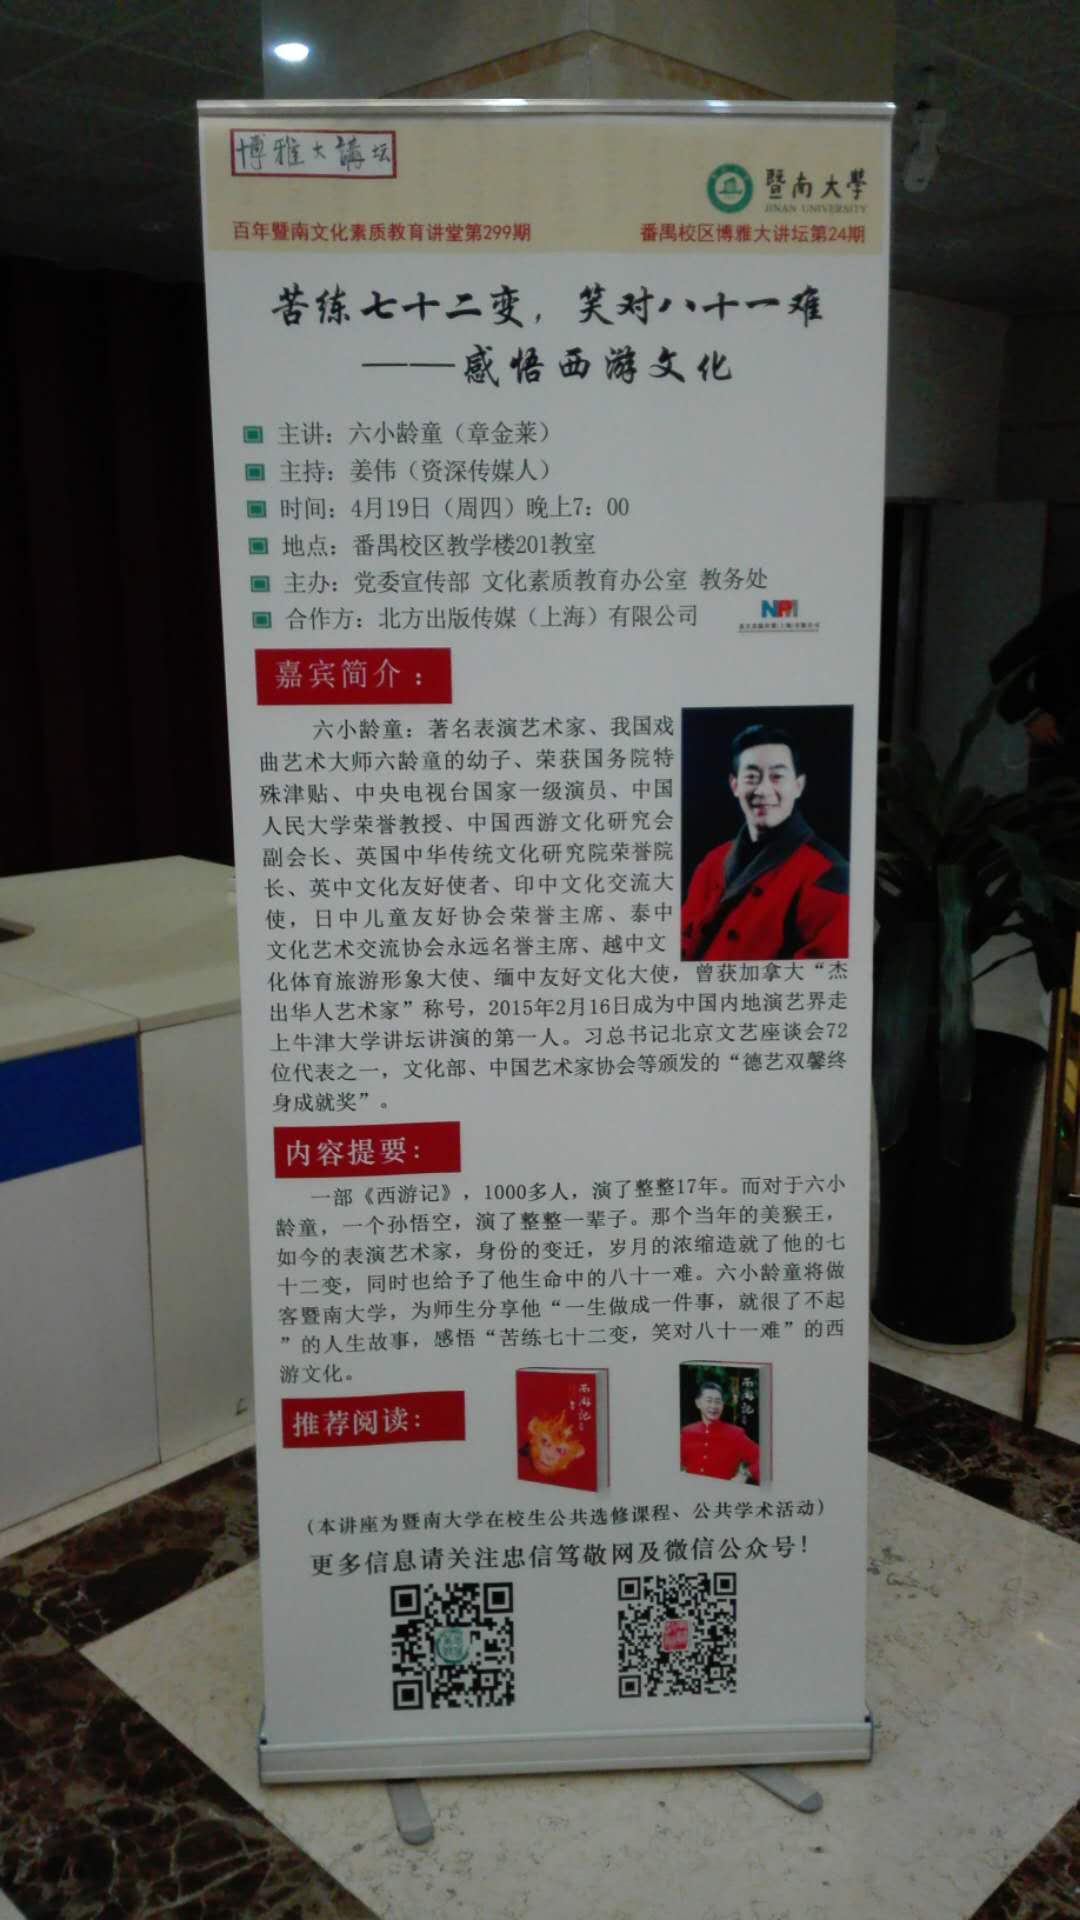 博雅大講坛
暨南大學
JINAN UNIVERSITY
百年暨南文化素质教育讲堂第299期
番禺校区博雅大讲坛第24期
苦练七十二变，笑对八十一难
——感悟西游文化
主讲：六小龄童（章金莱）
主持：姜伟（资深传媒人）
时间：4月19日（周四）晚上7：00
地点：番禺校区教学楼201教室
主办：党委宣传部 文化素质教育办公室 教务处
合作方：北方出版传媒（上海）有限公司
NPM
嘉宾简介：
六小龄童：著名表演艺术家、我国戏
曲艺术大师六龄童的幼子、荣获国务院特
殊津贴、中央电视台国家一级演员、中国
人民大学荣誉教授、中国西游文化研究会
副会长、英国中华传统文化研究院荣誉院
长、英中文化友好使者、印中文化交流大
使，日中儿童友好协会荣誉主席、泰中
文化艺术交流协会永远名誉主席、越中文
化体育旅游形象大使、缅中友好文化大使，曾获加拿大“杰
出华人艺术家”称号，2015年2月16日成为中国内地演艺界走
上牛津大学讲坛讲演的第一人。习总书记北京文艺座谈会72
位代表之一，文化部、中国艺术家协会等颁发的“德艺双馨终
身成就奖”。
内容提要：
一部《西游记》，1000多人，演了整整17年。而对于六小
龄童，一个孙悟空，演了整整一辈子。那个当年的美猴王，
如今的表演艺术家，身份的变迁，岁月的浓缩造就了他的七
十二变，同时也给予了他生命中的八十一难。六小龄童将做
客暨南大学，为师生分享他“一生做成一件事，就很了不起
”的人生故事，感悟“苦练七十二变，笑对八十一难”的西
游文化。
推荐阅读：
西游记
西游记
（本讲座为暨南大学在校生公共选修课程、公共学术活动）
更多信息请关注忠信笃敬网及微信公众号！